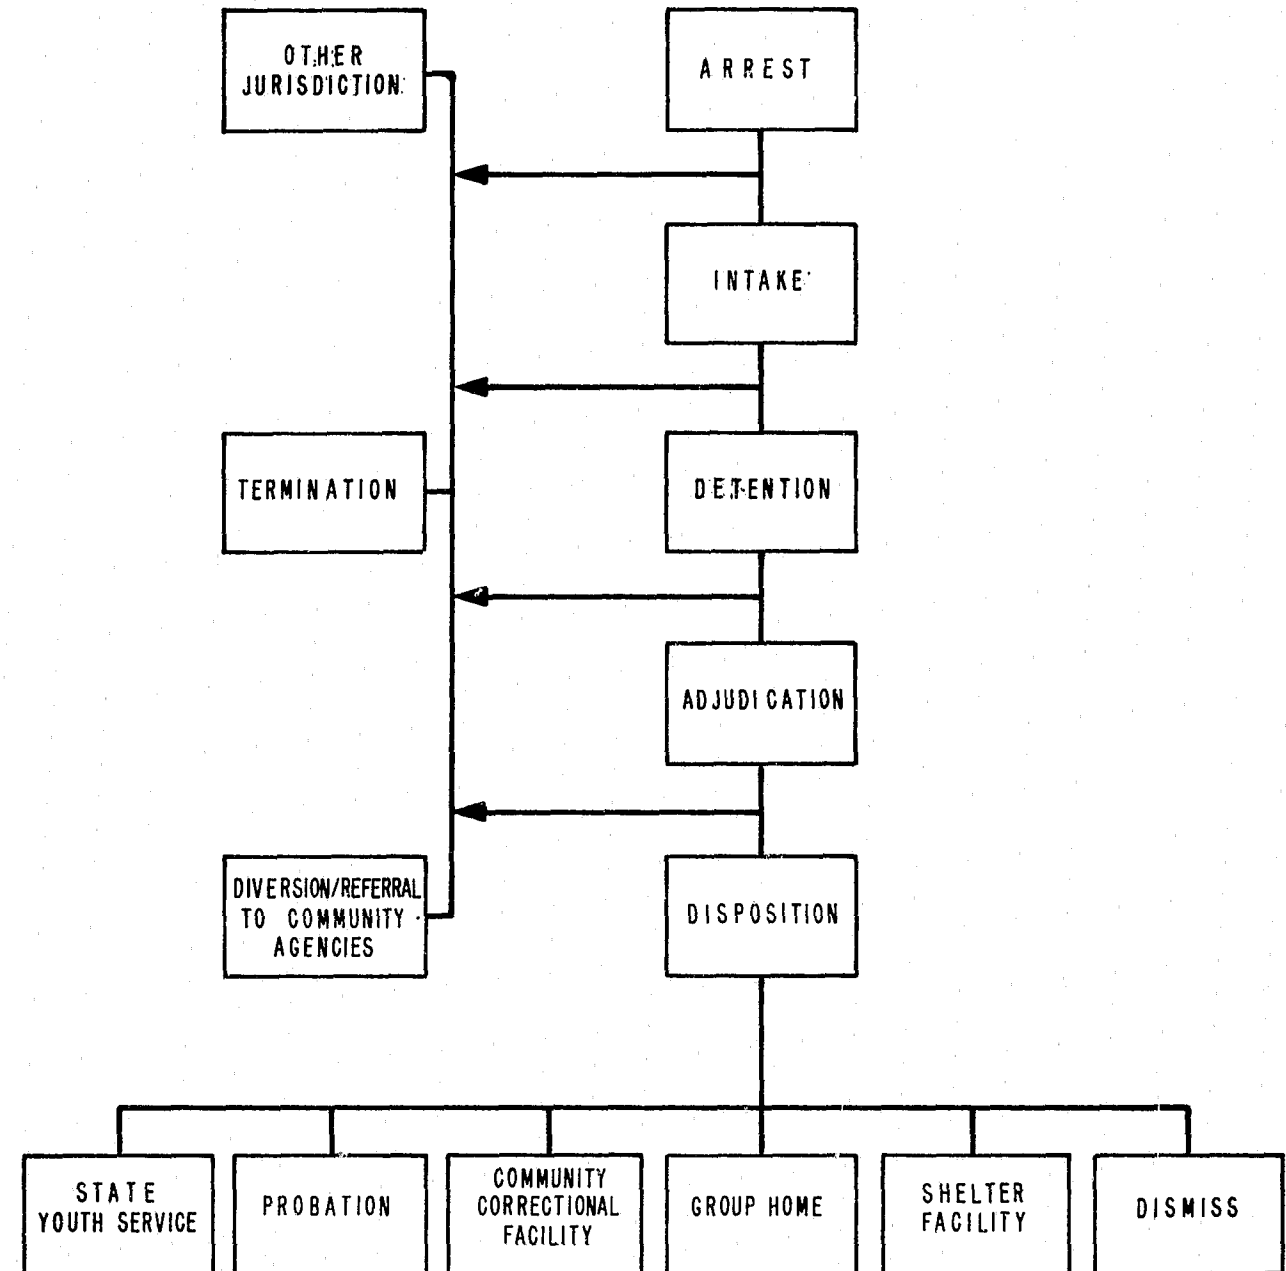 OTHER
JURISDICTION
ARREST
INTAKE
TERMINATION
DETENTION
ADJUDICATION
DIVERSION/REFERRAL
TO COMMUNITY
AGENCIES
DISPOSITION
STATE
YOUTH SERVICE
PROBATION
COMMUNITY
CORRECTIONAL
FACILITY
GROUP HOME
SHELTER
FACILITY
DISMISS